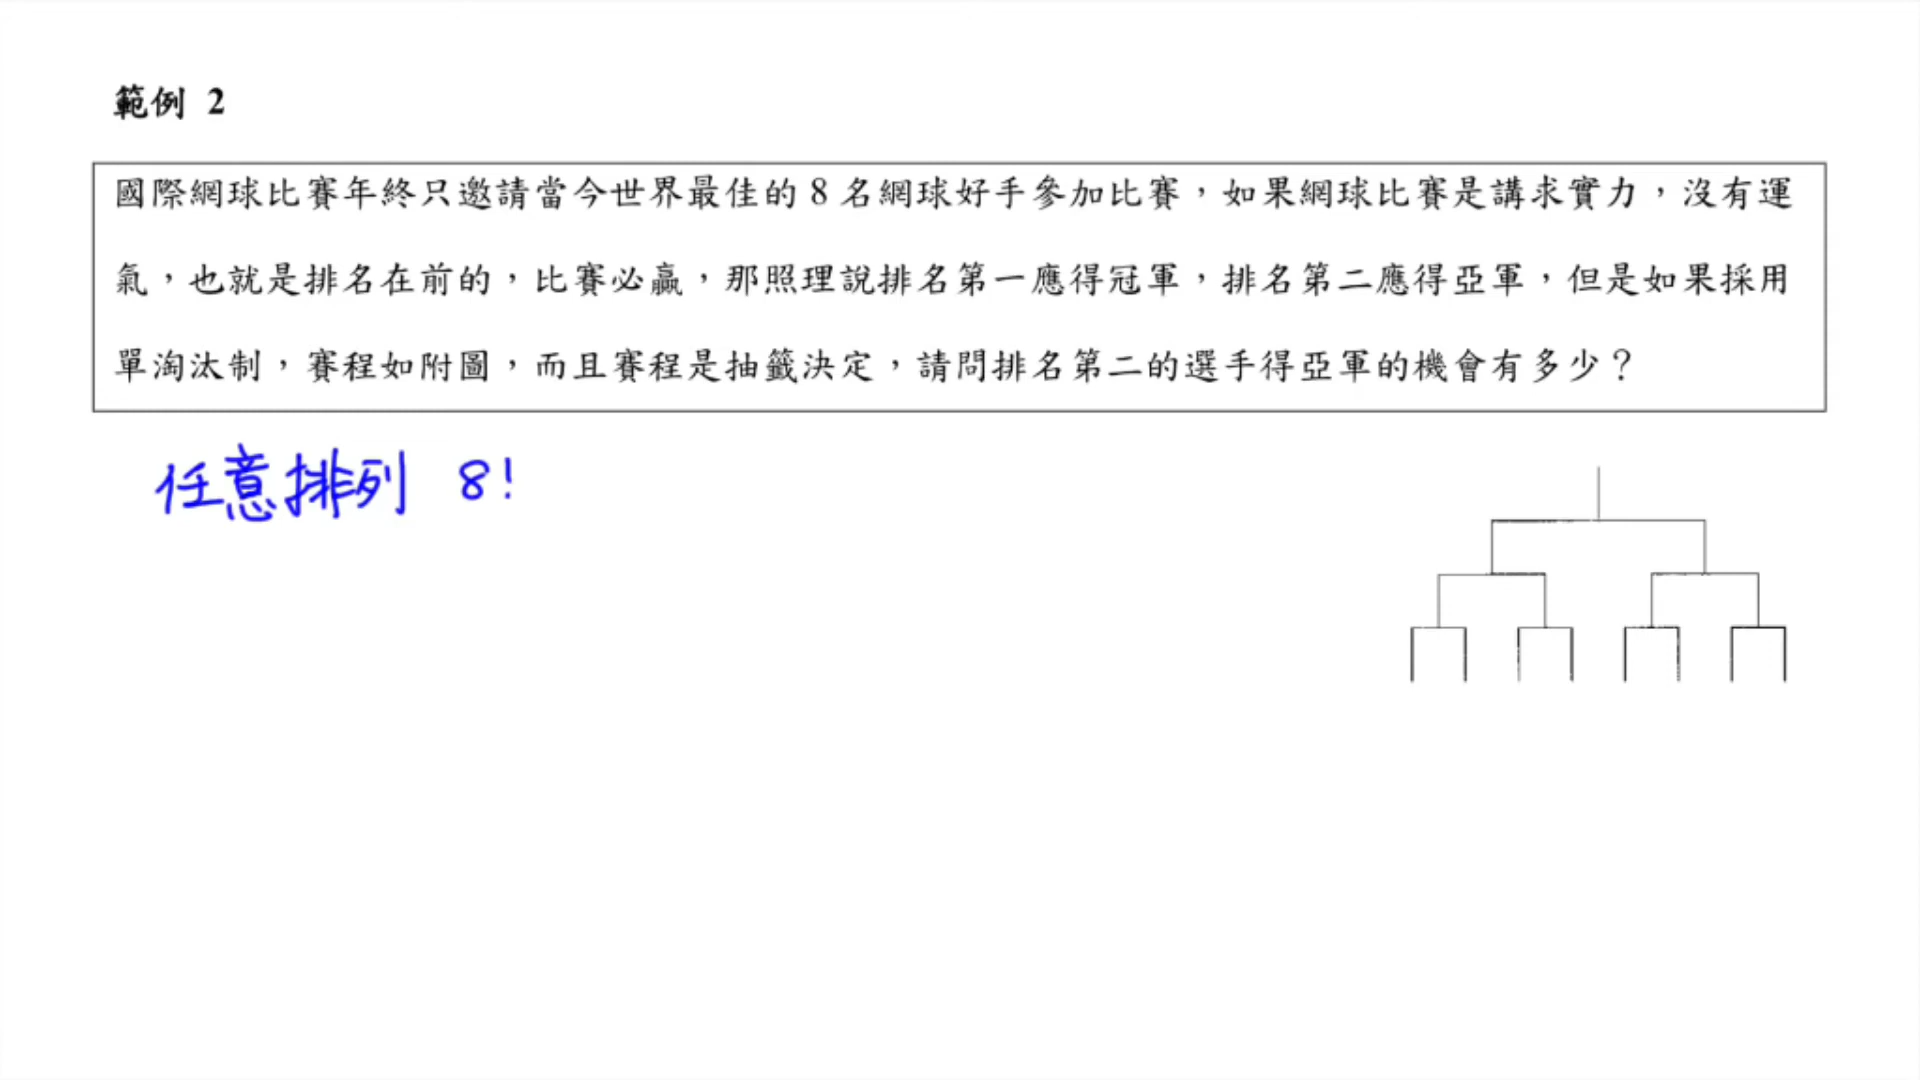 範例 2
國際網球比賽年終只邀請當今世界最佳的 8 名網球好手參加比賽，如果網球比賽是講求實力，沒有運
氣，也就是排名在前的，比賽必贏，那照理說排名第一應得冠軍，排名第二應得亞軍，但是如果採用
單淘汰制，賽程如附圖，而且賽程是抽籤決定，請問排名第二的選手得亞軍的機會有多少？
任意排列 8!